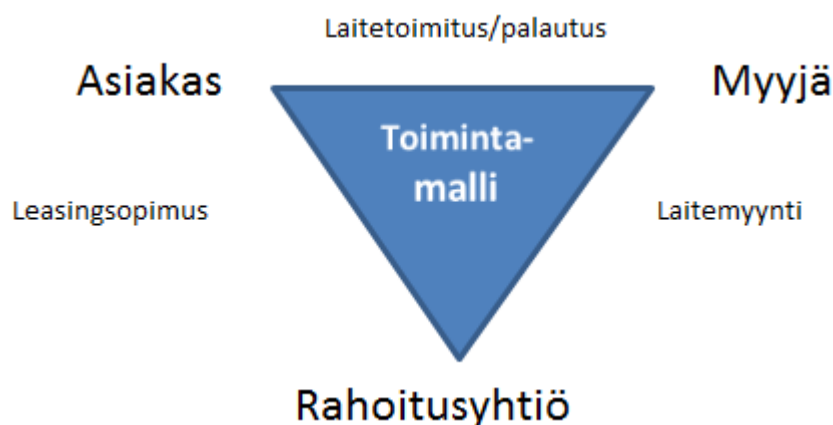 Laitetoimitus/palautus
Asiakas
Myyjä
Toiminta-
malli
Leasingsopimus
Laitemyynti
Rahoitusyhtiö